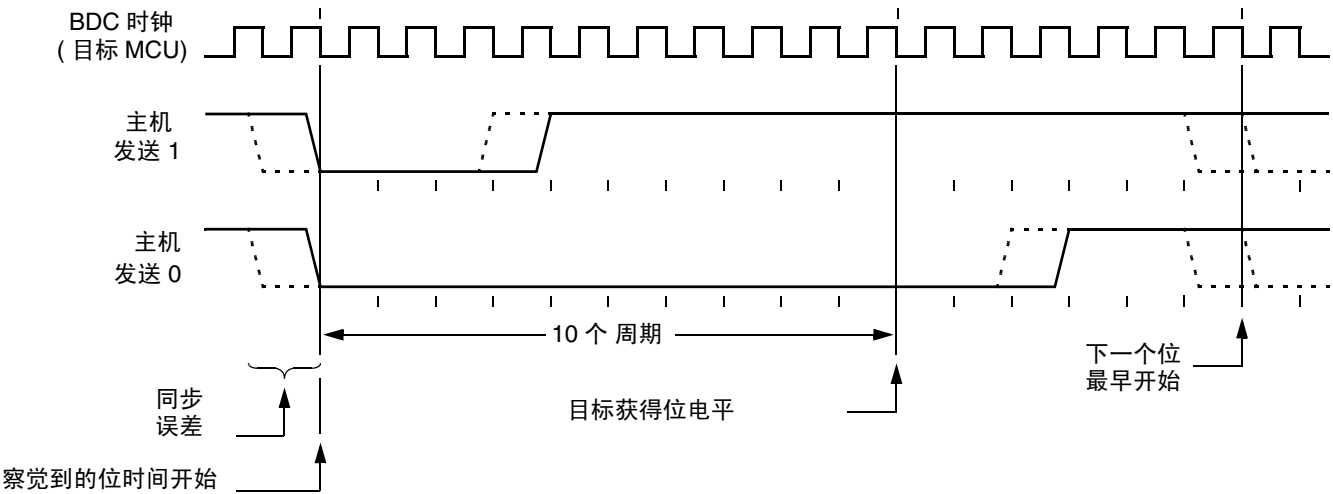 BDC 时钟
( 目标 MCU)
主机
发送 1
主机
发送 0
10 个 周期
下一个位
最早开始
同步
误差
目标获得位电平
察觉到的位时间开始